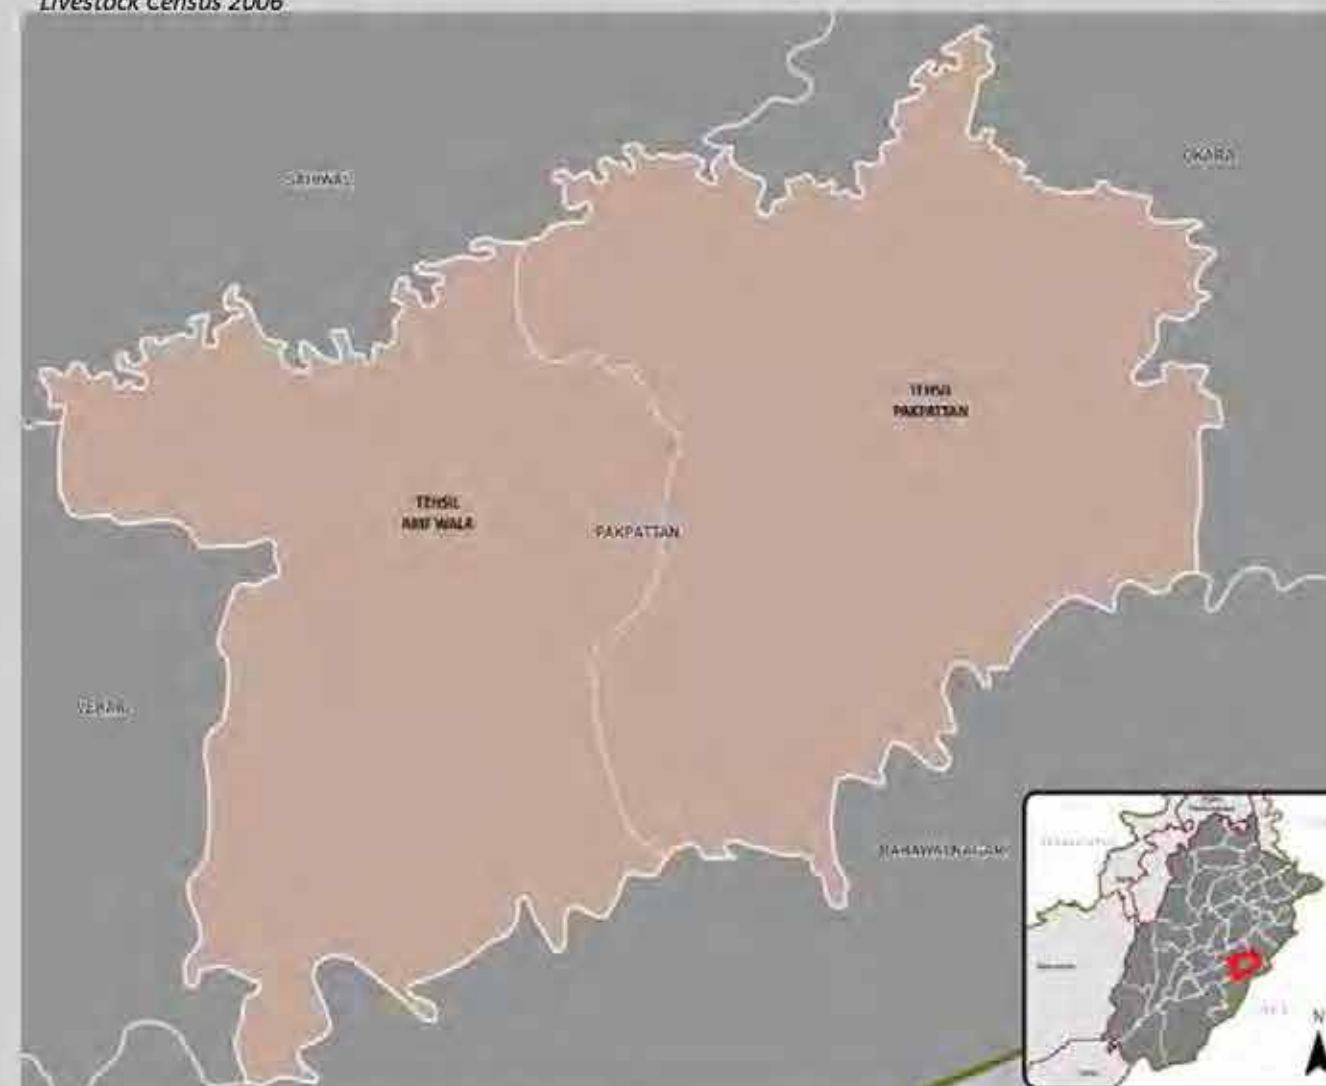 Livestock Census 2006
OKARA
SAHIWAL
TEHSIL
PAKPATTAN
TEHSIL
ARIF WALA
PAKPATTAN
VEHARI
BAHAWALNAGAR
N